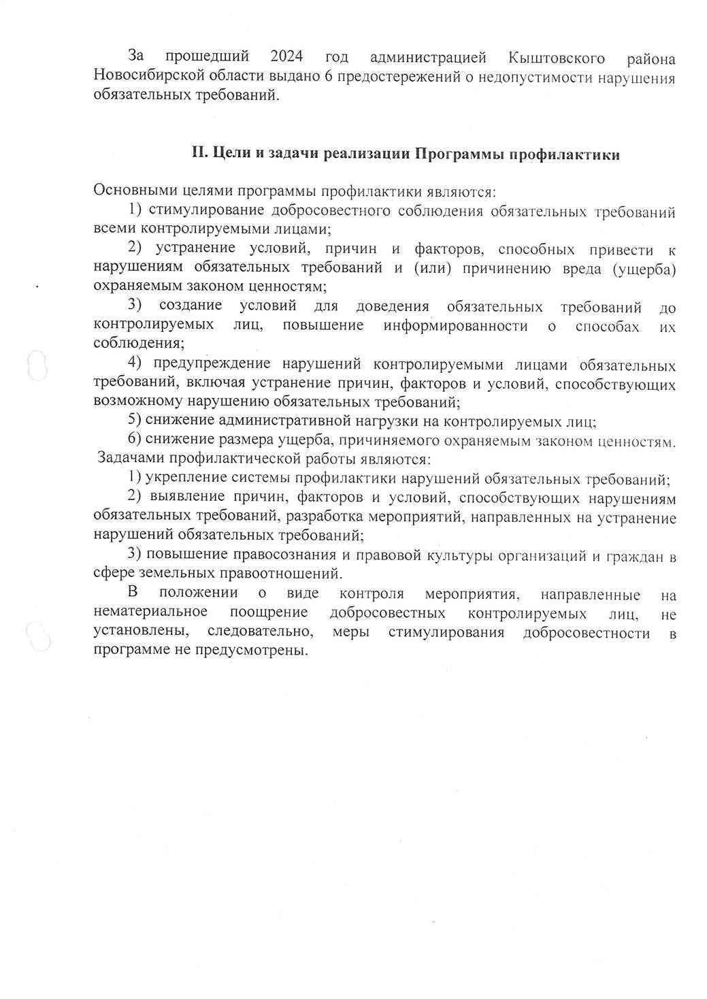 За прошедший 2024 год администрацией Кыштовского района
Новосибирской области выдано 6 предостережений о недопустимости нарушения
обязательных требований.
II. Цели и задачи реализации Программы профилактики
Основными целями программы профилактики являются:
1) стимулирование добросовестного соблюдения обязательных требований
всеми контролируемыми лицами;
2) устранение условий, причин и факторов, способных привести к
нарушениям обязательных требований и (или) причинению вреда (ущерба)
охраняемым законом ценностям;
3) создание условий для доведения обязательных требований до
контролируемых лиц, повышение информированности о способах их
соблюдения;
4) предупреждение нарушений контролируемыми лицами обязательных
требований, включая устранение причин, факторов и условий, способствующих
возможному нарушению обязательных требований;
5) снижение административной нагрузки на контролируемых лиц;
6) снижение размера ущерба, причиняемого охраняемым законом ценностям.
Задачами профилактической работы являются:
1) укрепление системы профилактики нарушений обязательных требований;
2) выявление причин, факторов и условий, способствующих нарушениям
обязательных требований, разработка мероприятий, направленных на устранение
нарушений обязательных требований;
3) повышение правосознания и правовой культуры организаций и граждан в
сфере земельных правоотношений.
В положении о виде контроля мероприятия, направленные на
нематериальное поощрение добросовестных контролируемых лиц, не
установлены, следовательно, меры стимулирования добросовестности в
программе не предусмотрены.